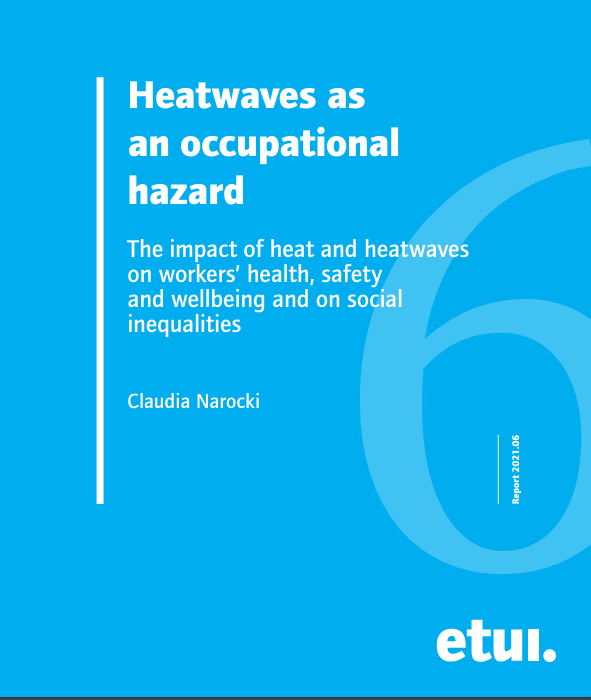 Heatwaves as
an occupational
hazard
The impact of heat and heatwaves
on workers’ health, safety
and wellbeing and on social
inequalities
Claudia Narocki
6
Report 2021.06
etui.